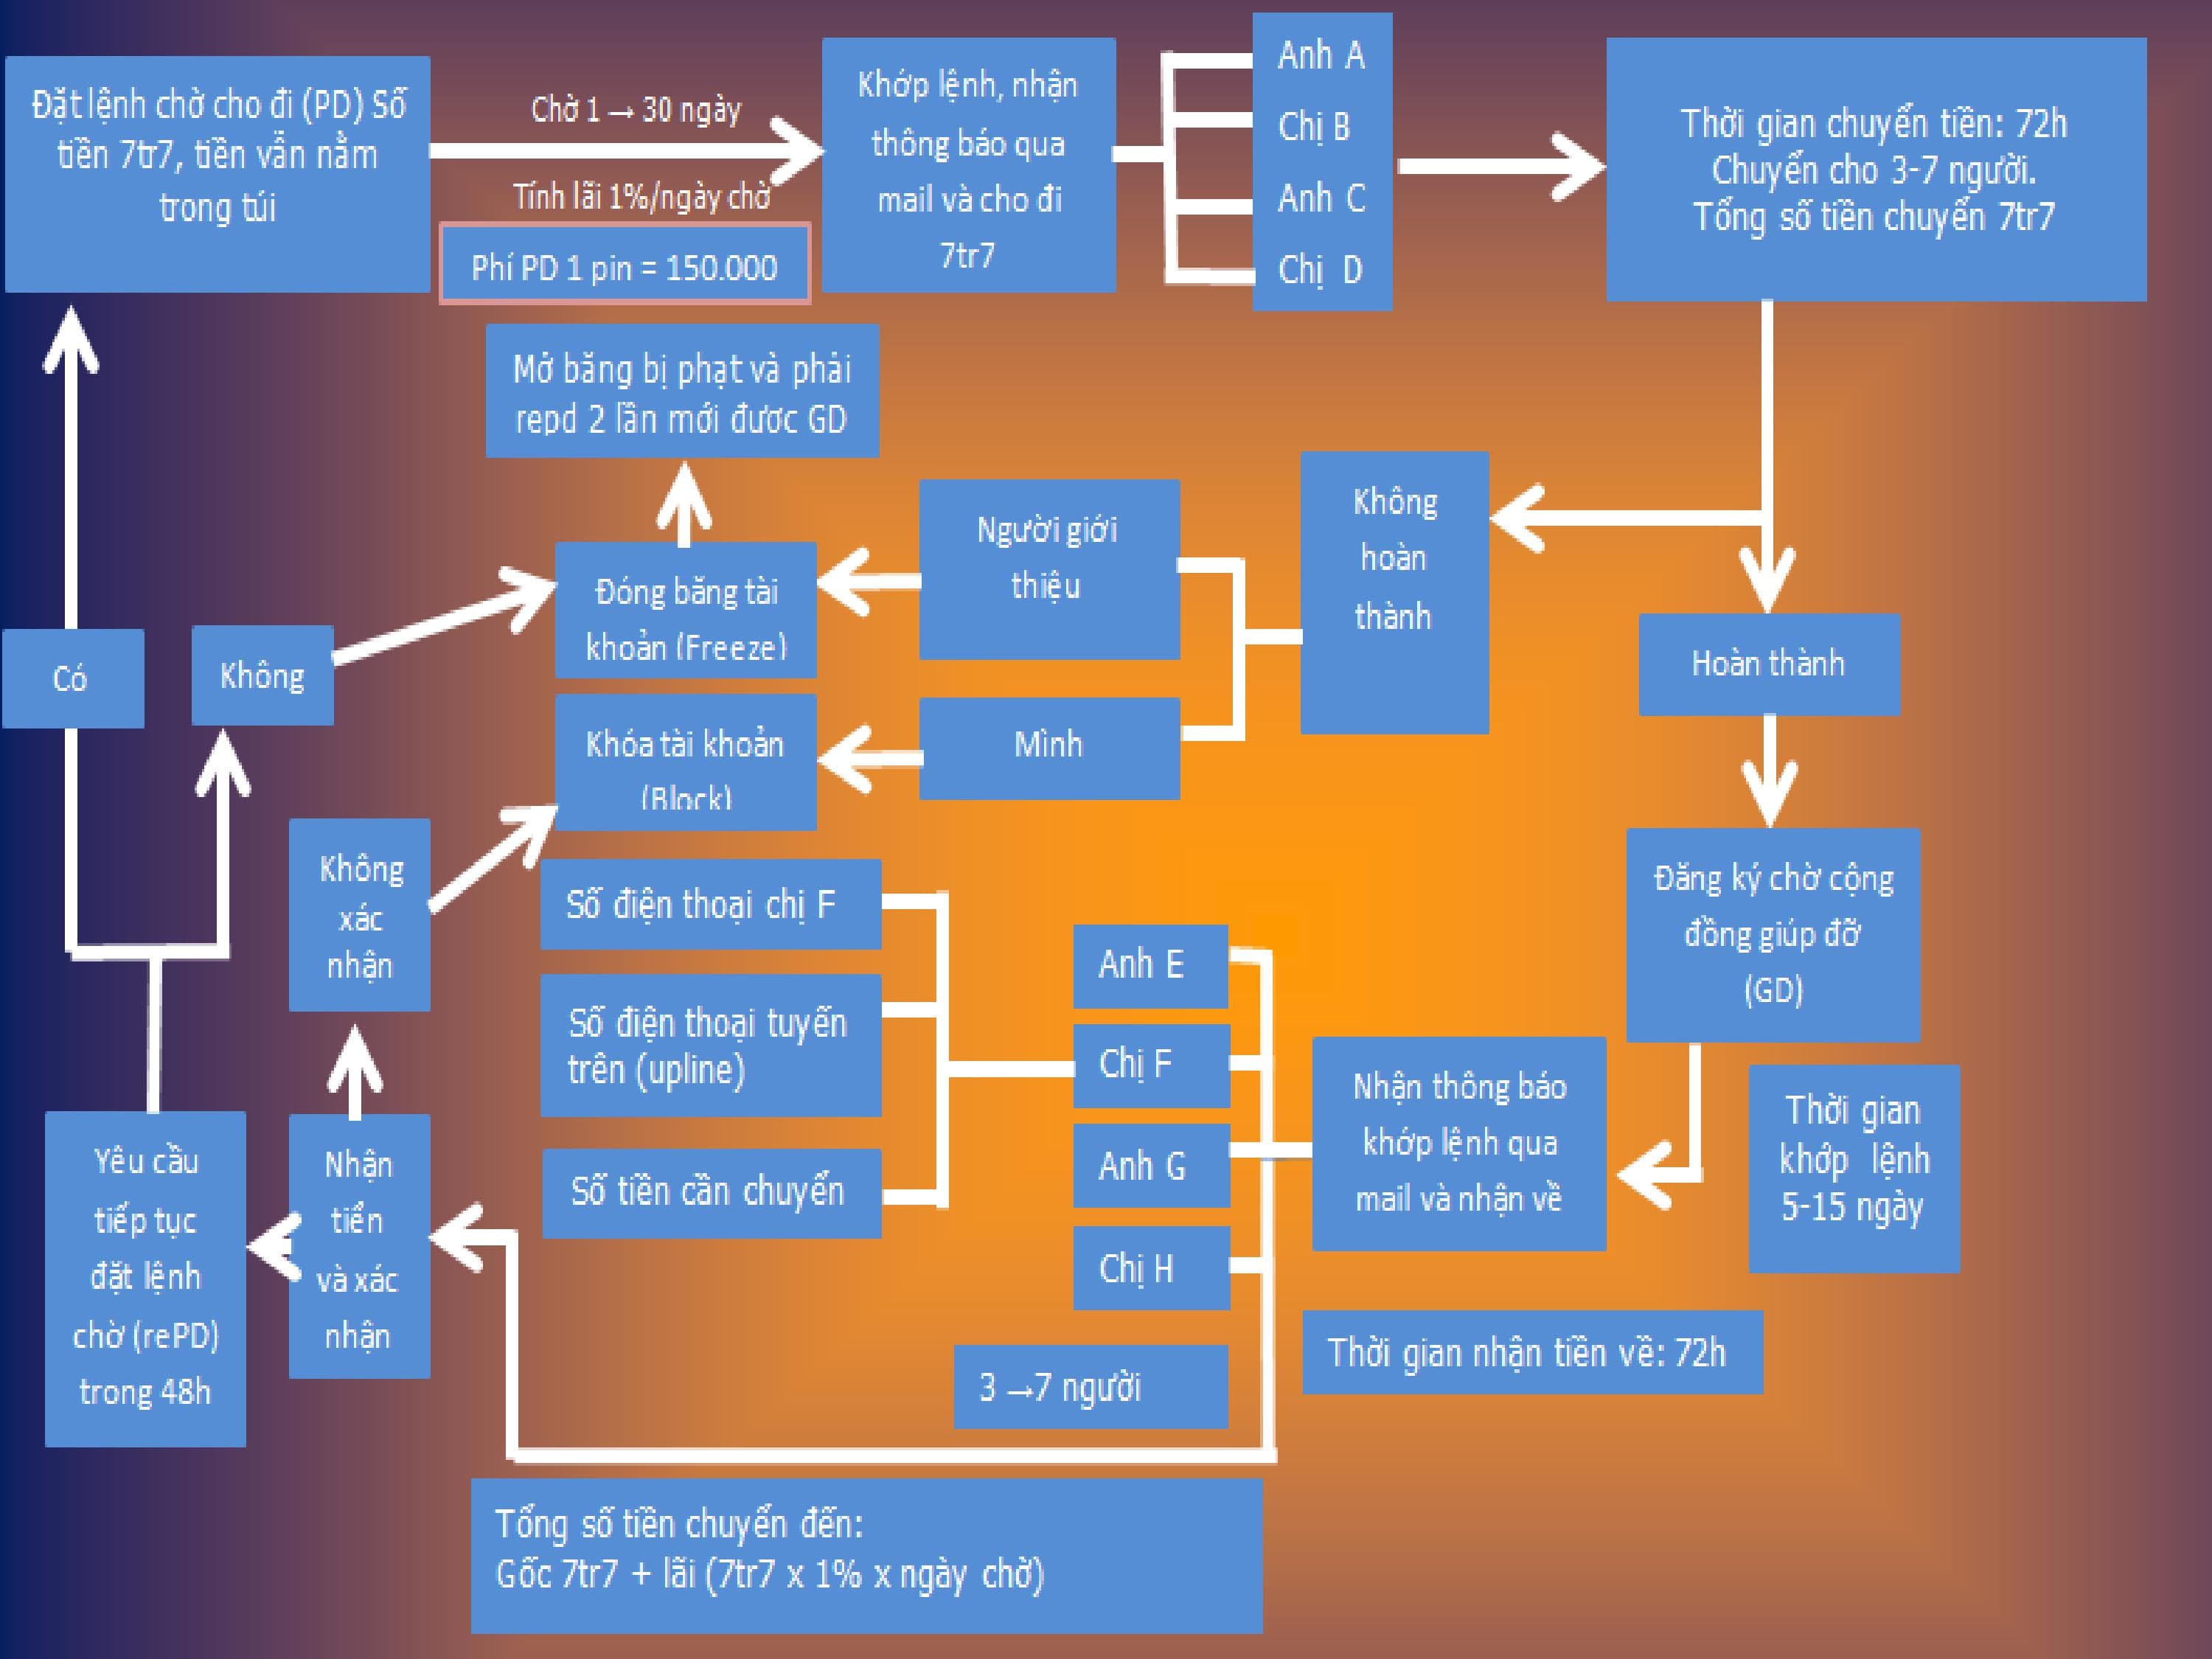 Đặt lệnh chờ cho đi (PD) Số
tiền 7tr7, tiền vẫn nằm
trong túi
Chờ 1 → 30 ngày
Tính lãi 1%/ngày chờ
Phí PD 1 pin = 150.000
Khớp lệnh, nhận
thông báo qua
mail và cho đi
7tr7
Anh A
Chị B
Anh C
Chị D
Thời gian chuyển tiền: 72h
Chuyển cho 3-7 người.
Tổng số tiền chuyển 7tr7
Mở băng bị phạt và phải
repd 2 lần mới được GD
Người giới
thiệu
Không
hoàn
thành
Đóng băng tài
khoản (Freeze)
Có
Không
Hoàn thành
Khóa tài khoản
(Block)
Mình
Không
xác
nhận
Số điện thoại chị F
Số điện thoại tuyến
trên (upline)
Số tiền cần chuyển
Anh E
Chị F
Anh G
Chị H
3 →7 người
Đăng ký chờ cộng
đồng giúp đỡ
(GD)
Nhận thông báo
khớp lệnh qua
mail và nhận về
Thời gian
khớp lệnh
5-15 ngày
Thời gian nhận tiền về: 72h
Yêu cầu
tiếp tục
đặt lệnh
chờ (rePD)
trong 48h
Nhận
tiền
và xác
nhận
Tổng số tiền chuyển đến:
Gốc 7tr7 + lãi (7tr7 x 1% x ngày chờ)